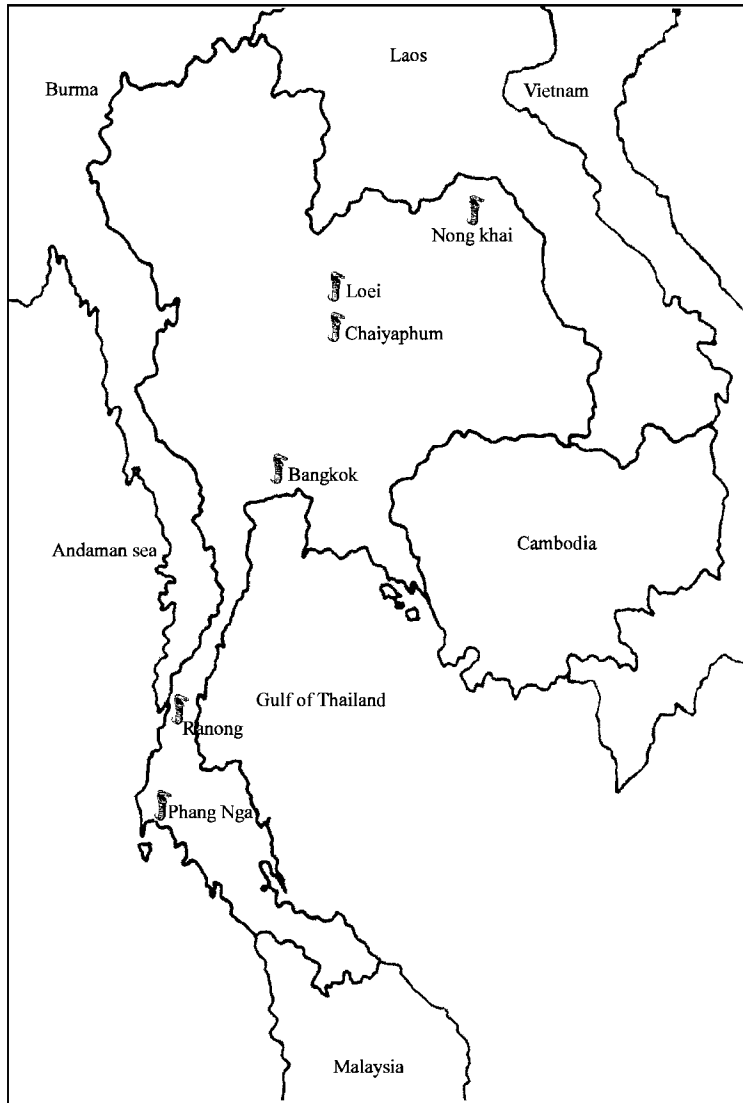 Laos
Burma
Vietnam
Nong khai
Loei
Chaiyaphum
Bangkok
Cambodia
Andaman sea
Gulf of Thailand
Ranong
Phang Nga
Malaysia